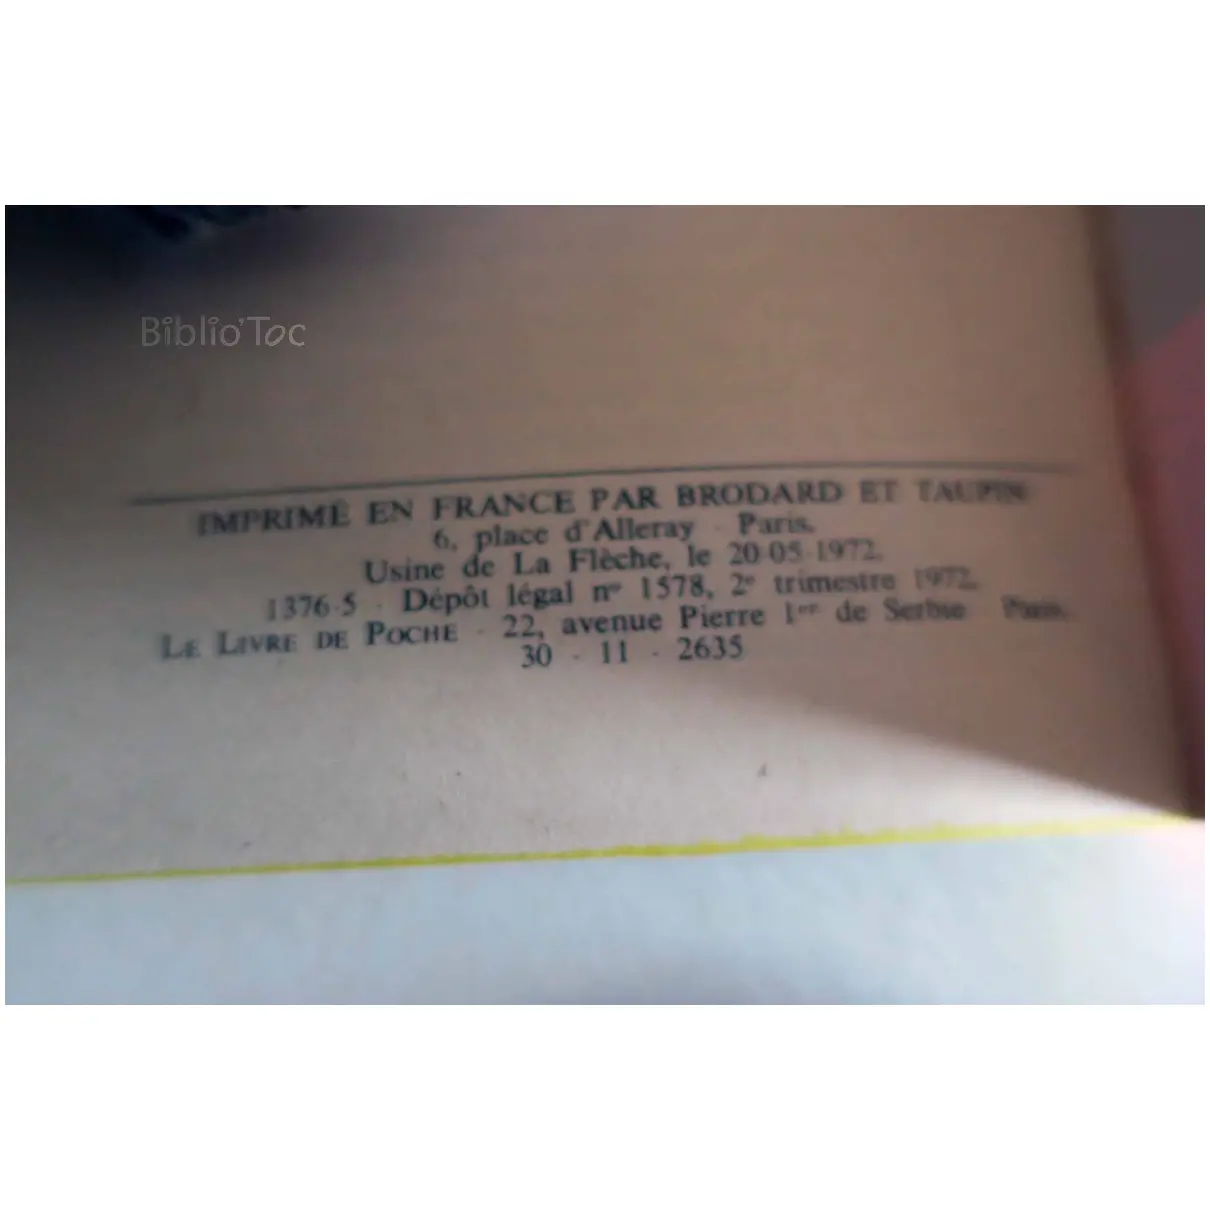 Biblio'Toc
IMPRIMÉ EN FRANCE PAR BRODARD ET TAUPIN
6, place d'Alleray - Paris.
Usine de La Flèche, le 20-05-1972.
1376-5 - Dépôt légal nº 1578, 2e trimestre 1972.
LE LIVRE DE POCHE - 22, avenue Pierre 1er de Serbie - Paris.
30 - 11 - 2635